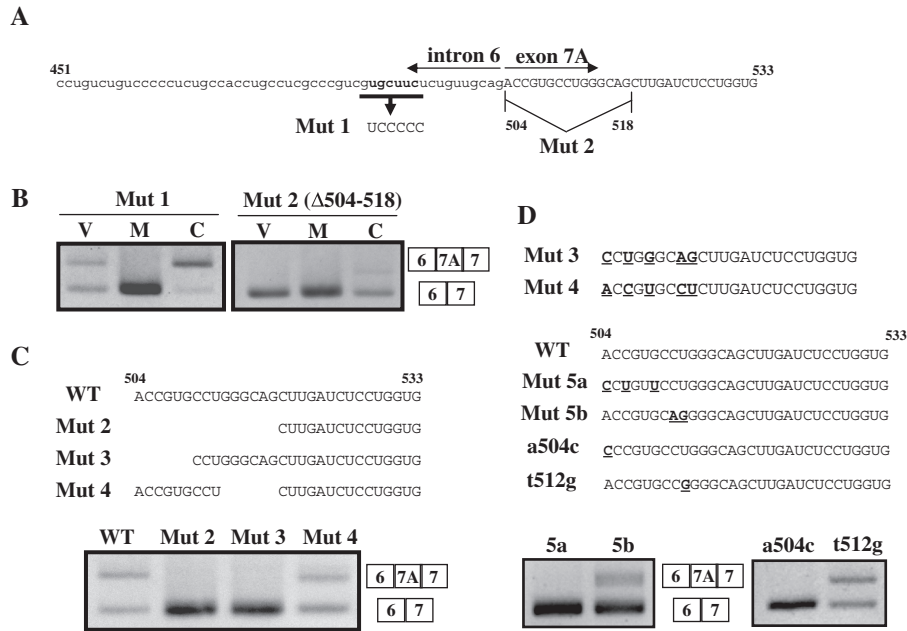 A
intron 6 exon 7A
451
533
ccugucugucccccucugccaccugccucgcccgucgugcuucucuguugcagACCGUGCCUGGGCAGCUUGAUCUCCUGGUG
Mut 1 UCCCCC
504 518
Mut 2
B
Mut 1
V M C
Mut 2 (Δ504-518)
V M C
6 7A 7
6 7
C
504 533
WT ACCGUGCCUGGGCAGCUUGAUCUCCUGGUG
Mut 2 CUUGAUCUCCUGGUG
Mut 3 CCUGGGCAGCUUGAUCUCCUGGUG
Mut 4 ACCGUGCCU CUUGAUCUCCUGGUG
WT Mut 2 Mut 3 Mut 4
6 7A 7
6 7
D
Mut 3 CCUGGGCAGCUUGAUCUCCUGGUG
Mut 4 ACCGUGCCUCUUGAUCUCCUGGUG
504 533
WT ACCGUGCCUGGGCAGCUUGAUCUCCUGGUG
Mut 5a CCUGUUCCUGGGCAGCUUGAUCUCCUGGUG
Mut 5b ACCGUGCAGGGGCAGCUUGAUCUCCUGGUG
a504c CCCGUGCCUGGGCAGCUUGAUCUCCUGGUG
t512g ACCGUGCCGGGGCAGCUUGAUCUCCUGGUG
5a 5b
6 7A 7
6 7
a504c t512g